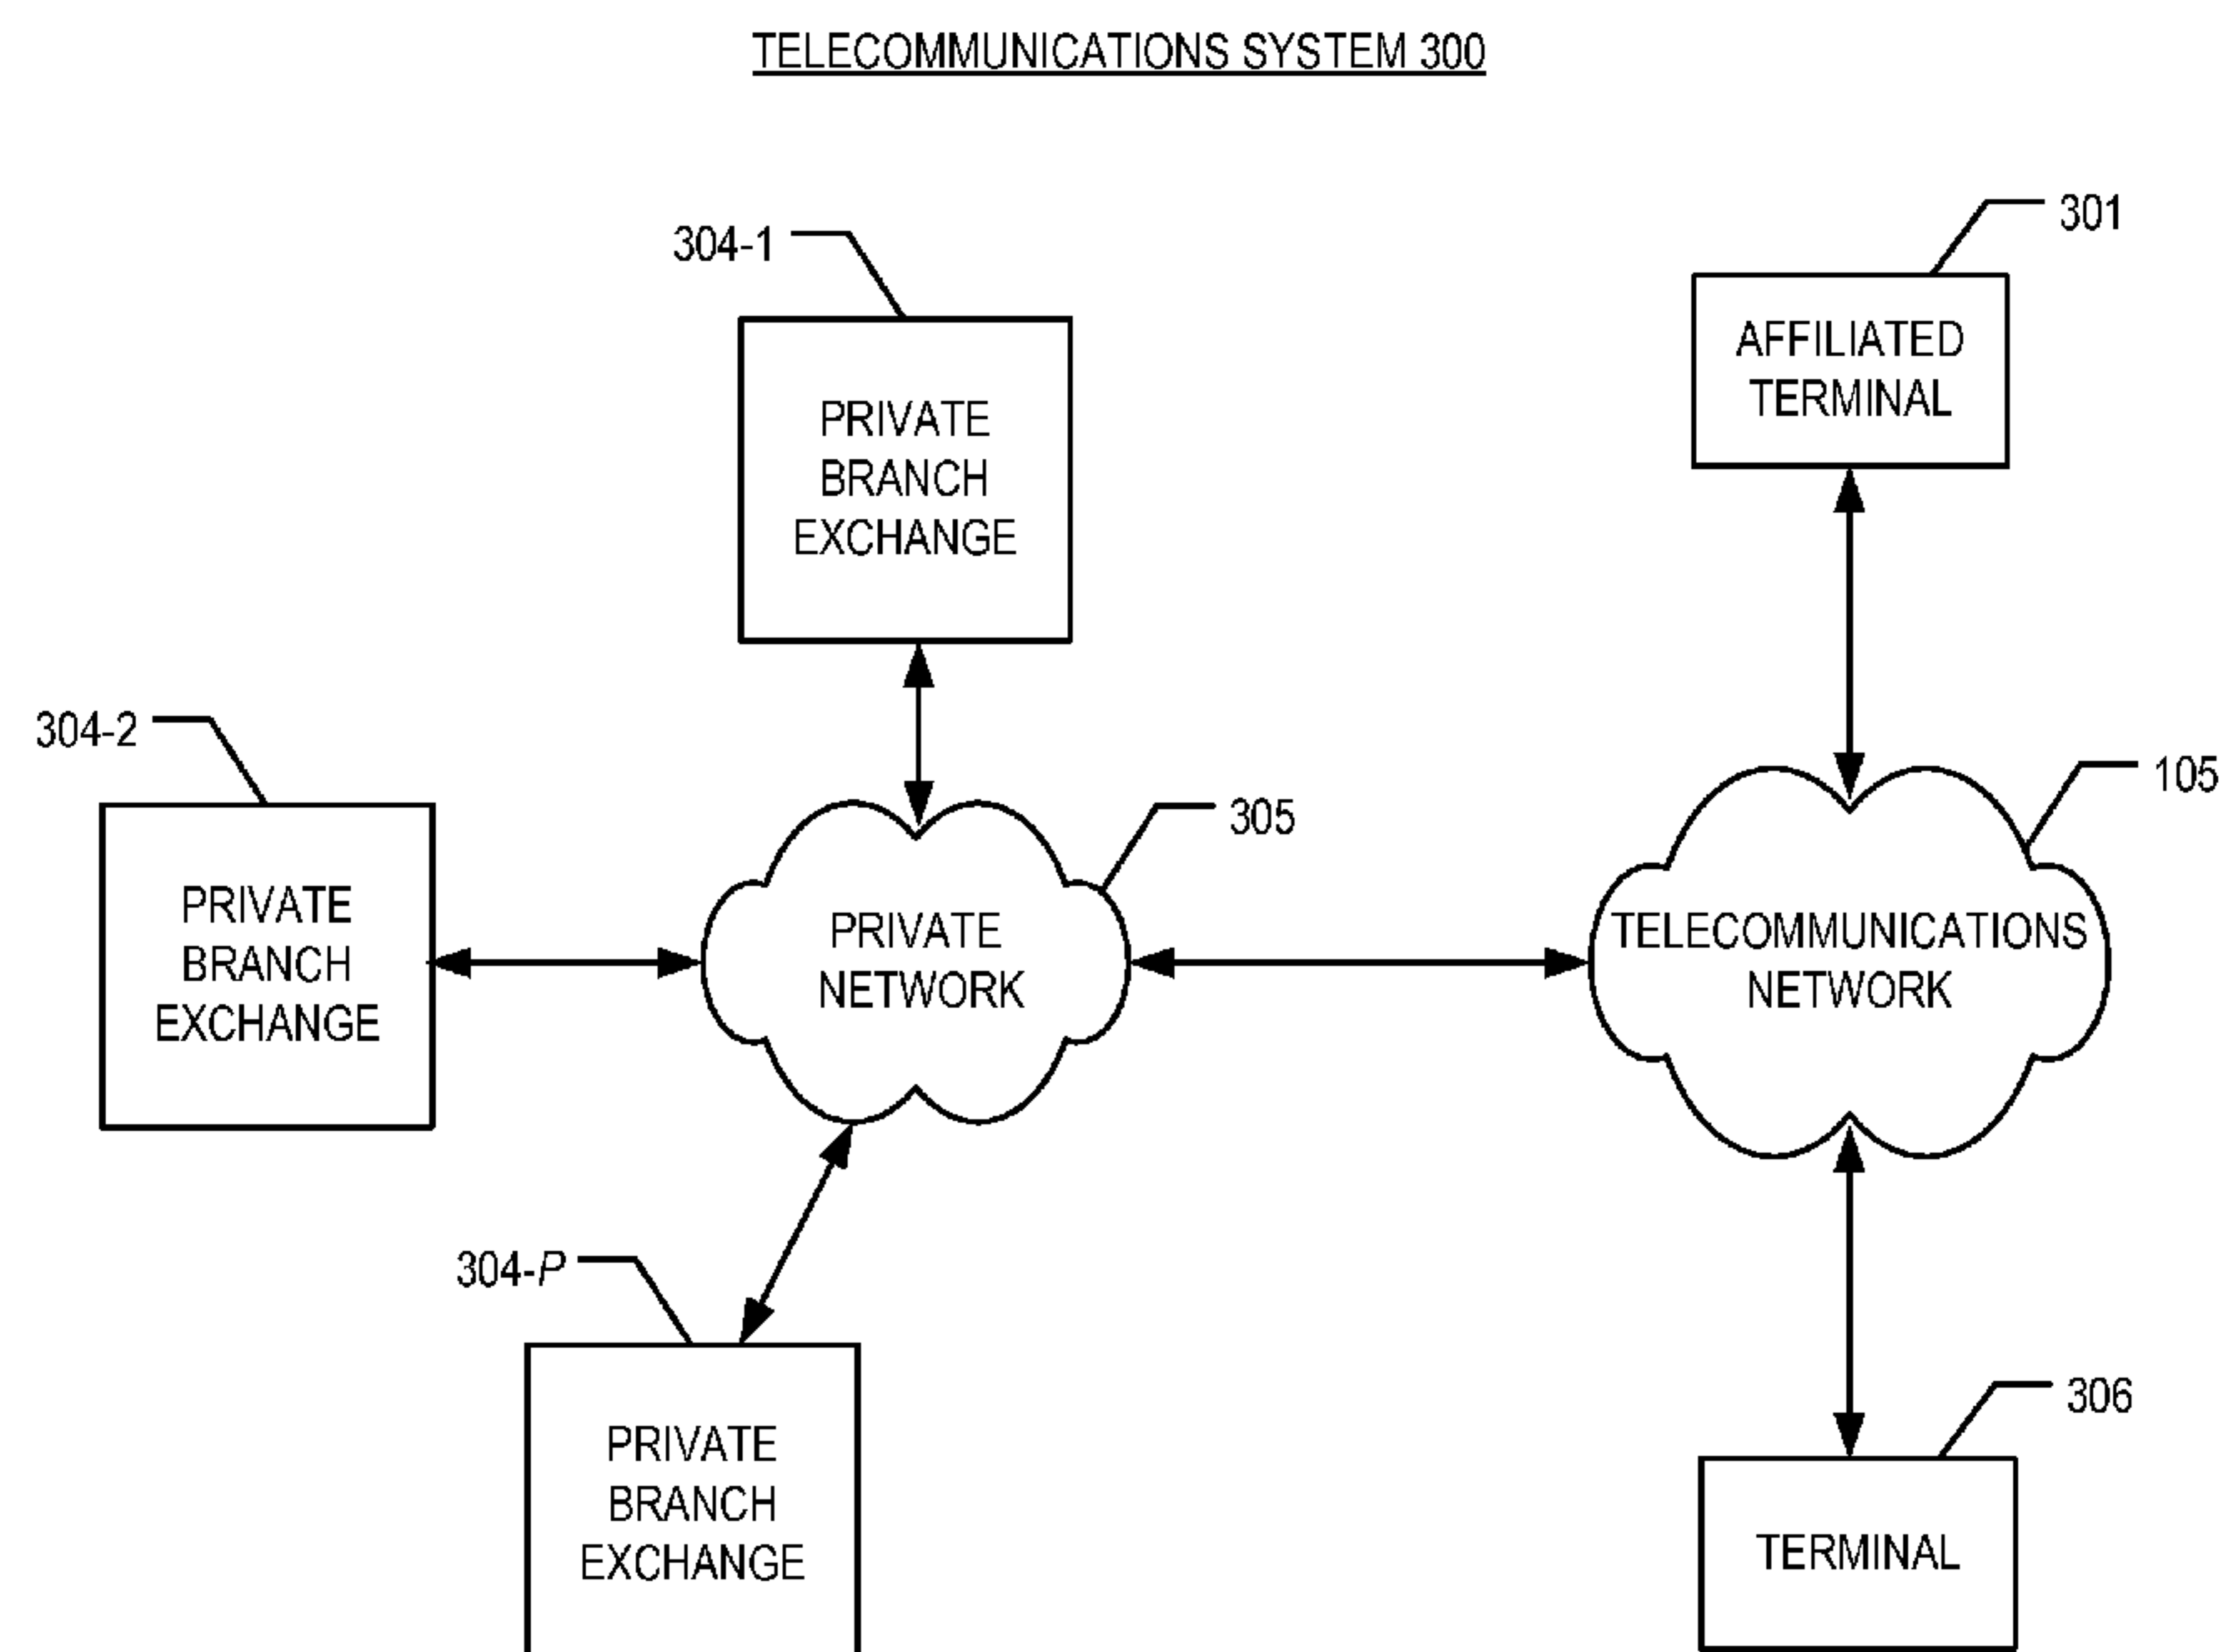 TELECOMMUNICATIONS SYSTEM 300
301
304-1
AFFILIATED
TERMINAL
PRIVATE
BRANCH
EXCHANGE
304-2
105
305
PRIVATE
BRANCH
EXCHANGE
PRIVATE
NETWORK
TELECOMMUNICATIONS
NETWORK
304-P
306
PRIVATE
BRANCH
EXCHANGE
TERMINAL